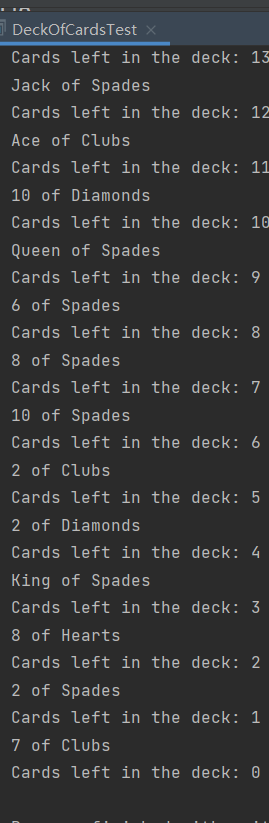 DeckOfCardsTest
Cards left in the deck: 13
Jack of Spades
Cards left in the deck: 12
Ace of Clubs
Cards left in the deck: 11
10 of Diamonds
Cards left in the deck: 10
Queen of Spades
Cards left in the deck: 9
6 of Spades
Cards left in the deck: 8
8 of Spades
Cards left in the deck: 7
10 of Spades
Cards left in the deck: 6
2 of Clubs
Cards left in the deck: 5
2 of Diamonds
Cards left in the deck: 4
King of Spades
Cards left in the deck: 3
8 of Hearts
Cards left in the deck: 2
2 of Spades
Cards left in the deck: 1
7 of Clubs
Cards left in the deck: 0